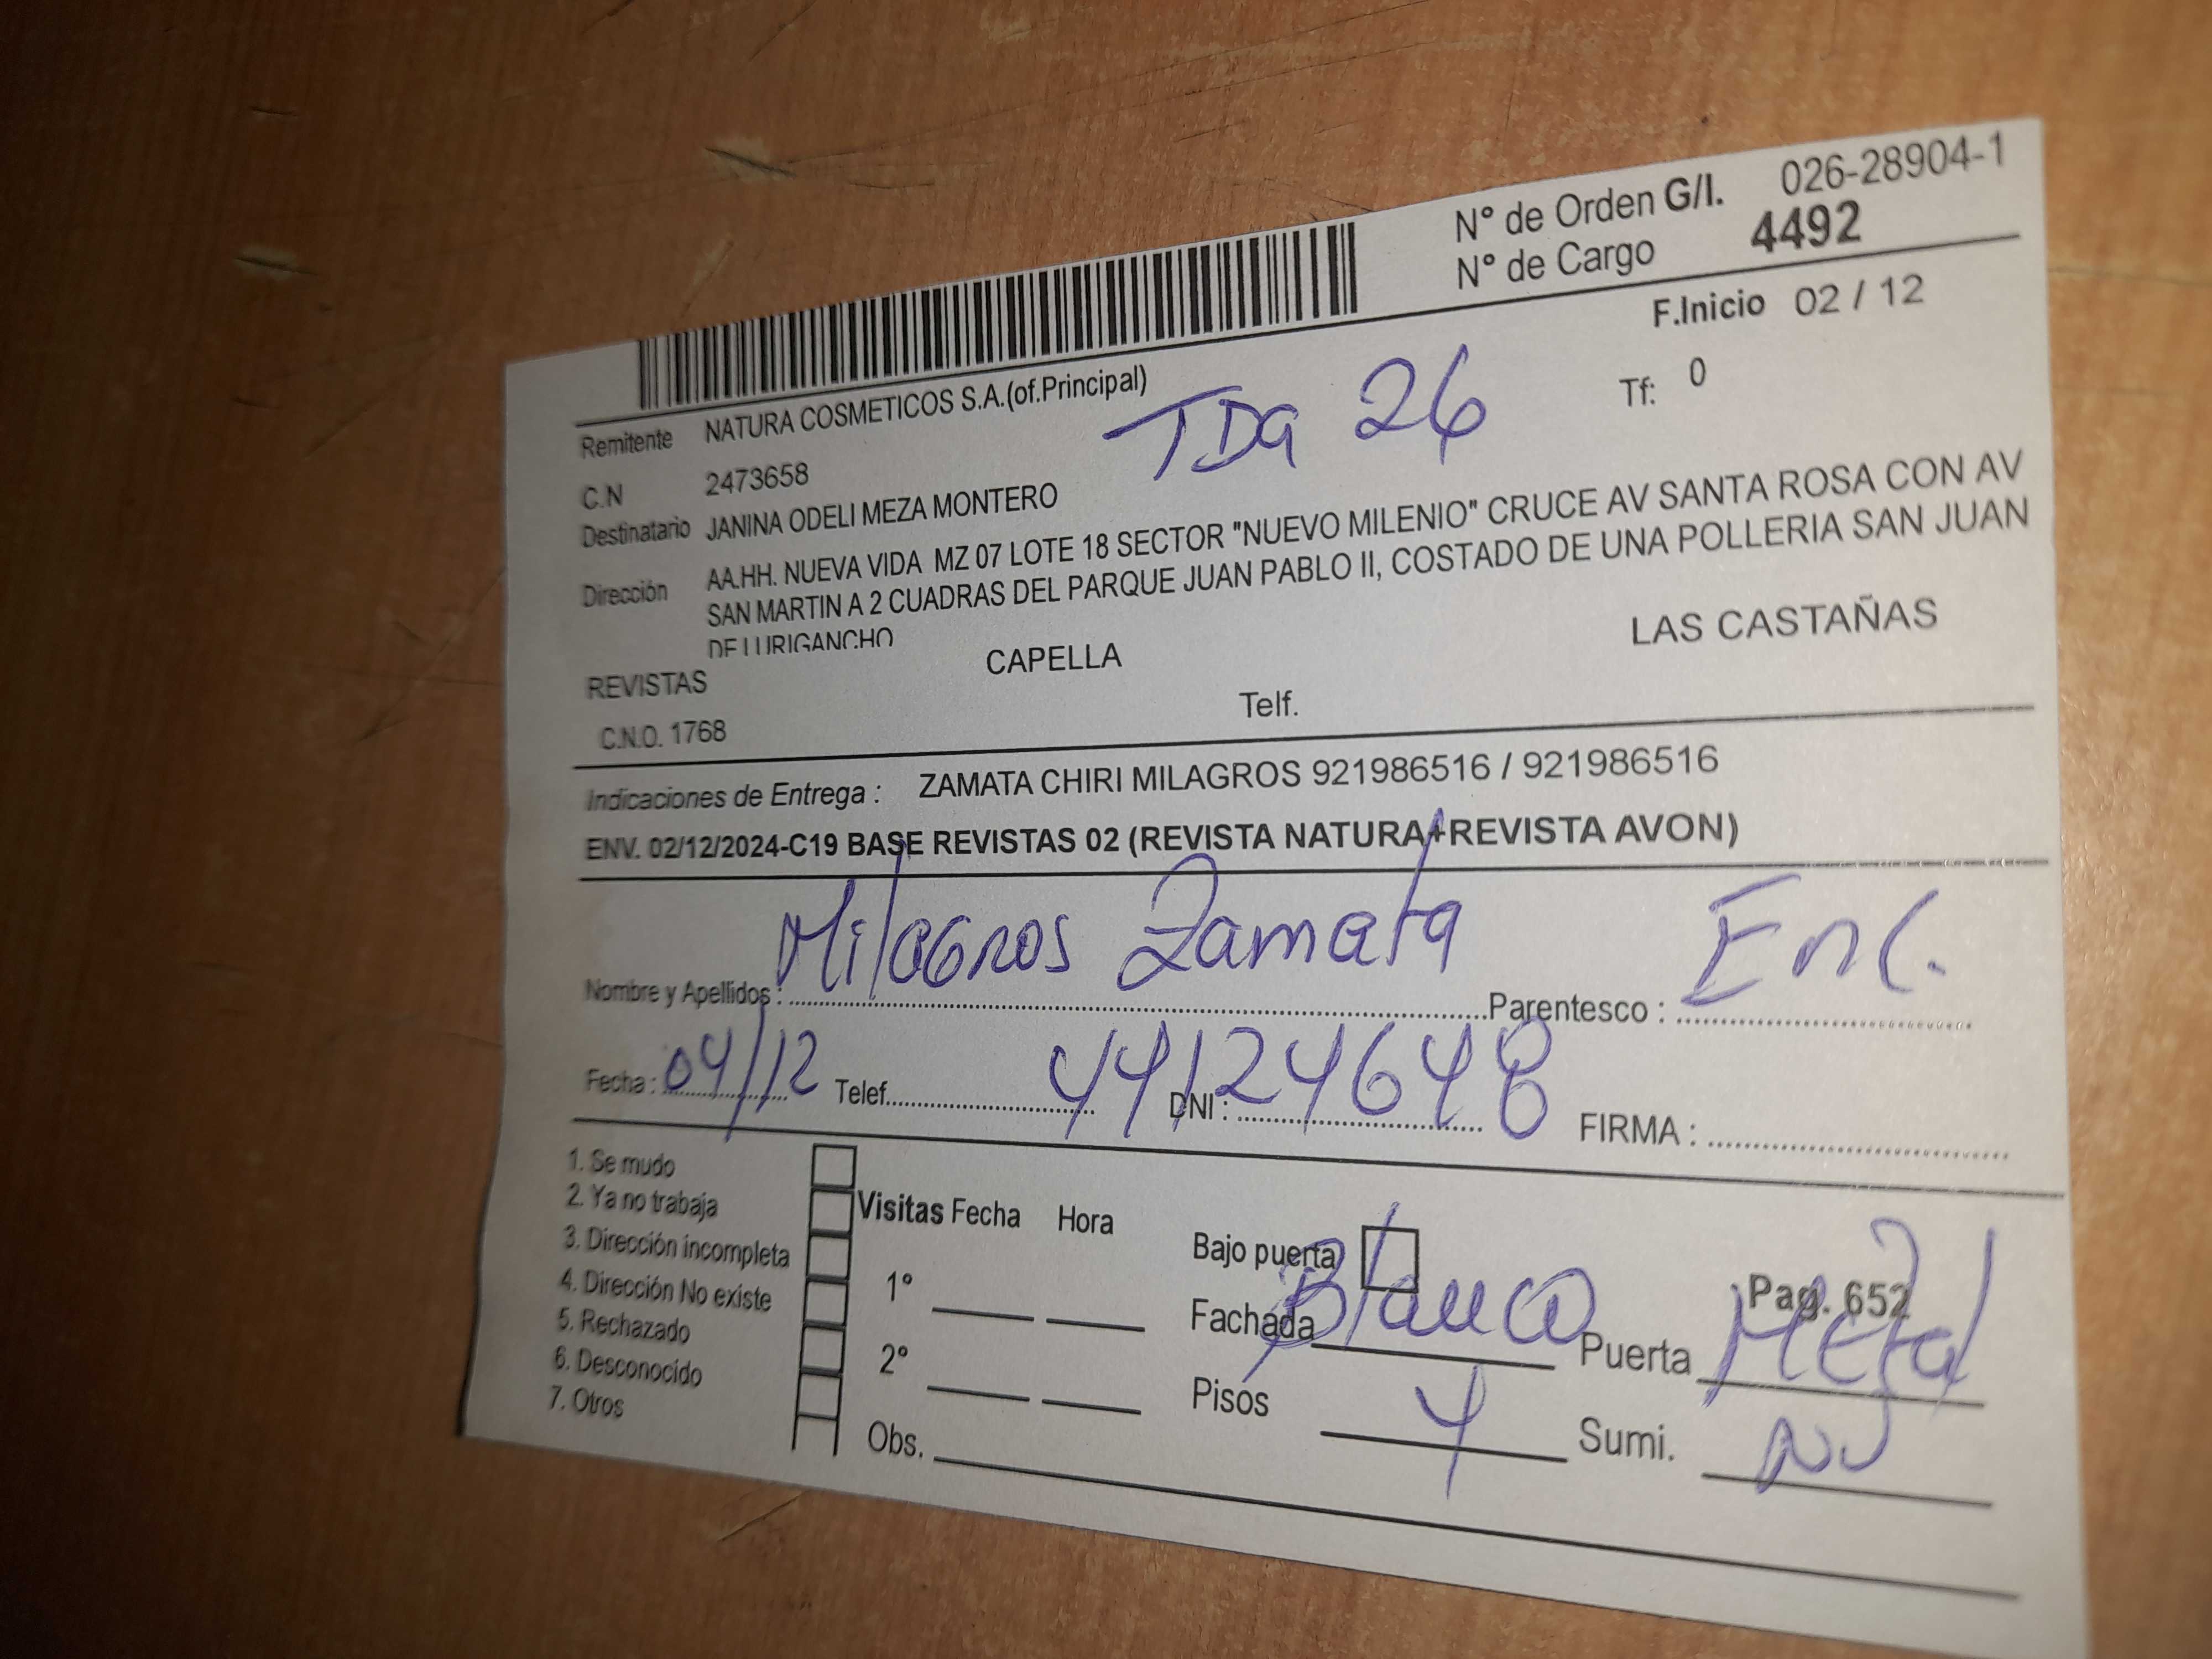 N° de Orden G/I. 026-28904-1
N° de Cargo 4492
F.Inicio 02 / 12
Remitente NATURA COSMETICOS S.A.(of.Principal)
TDA 26
Tf: 0
C.N 2473658
Destinatario JANINA ODELI MEZA MONTERO
Dirección AA.HH. NUEVA VIDA MZ 07 LOTE 18 SECTOR "NUEVO MILENIO" CRUCE AV SANTA ROSA CON AV
SAN MARTIN A 2 CUADRAS DEL PARQUE JUAN PABLO II, COSTADO DE UNA POLLERIA SAN JUAN
DE LURIGANCHO
REVISTAS CAPELLA LAS CASTAÑAS
C.N.O. 1768 Telf.
Indicaciones de Entrega : ZAMATA CHIRI MILAGROS 921986516 / 921986516
ENV. 02/12/2024-C19 BASE REVISTAS 02 (REVISTA NATURA+REVISTA AVON)
Nombre y Apellidos : Milagros Zamata Parentesco : Enc.
Fecha : 04/12 Telef. DNI : 44124648 FIRMA :
1. Se mudo
2. Ya no trabaja
3. Dirección incompleta
4. Dirección No existe
5. Rechazado
6. Desconocido
7. Otros
Visitas Fecha Hora
1°
2°
Obs.
Bajo puerta
Pag. 652
Fachada Blanco Puerta Metal
Pisos 4 Sumi.